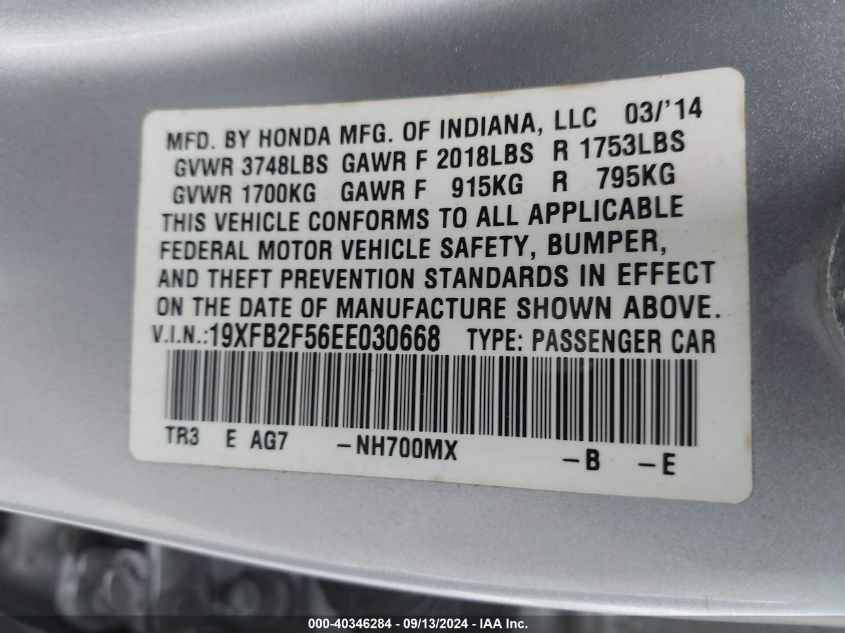 MFD. BY HONDA MFG. OF INDIANA, LLC 03/'14
GVWR 3748LBS GAWR F 2018LBS R 1753LBS
GVWR 1700KG GAWR F 915KG R 795KG
THIS VEHICLE CONFORMS TO ALL APPLICABLE
FEDERAL MOTOR VEHICLE SAFETY, BUMPER,
AND THEFT PREVENTION STANDARDS IN EFFECT
ON THE DATE OF MANUFACTURE SHOWN ABOVE.
V.I.N.:19XFB2F56EE030668 TYPE: PASSENGER CAR
TR3 E AG7 -NH700MX -B -E
000-40346284 - 09/13/2024 - IAA Inc.